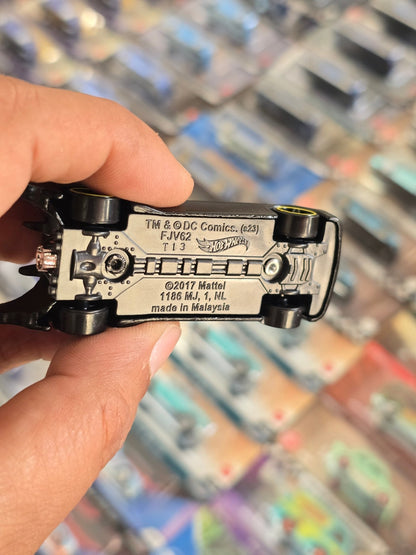 TM & © DC Comics. (s23)
FJV62
T13 Hot Wheels
©2017 Mattel
1186 MJ, 1, NL
made in Malaysia